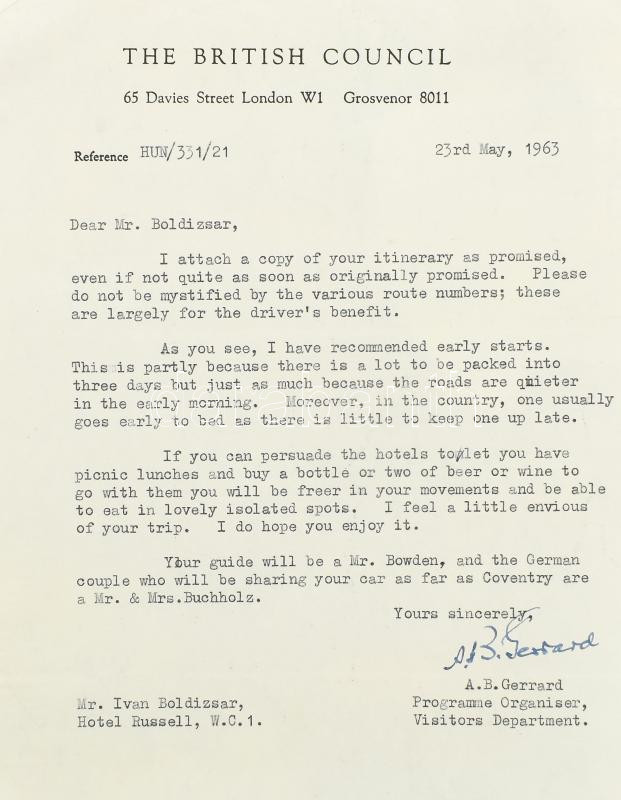 THE BRITISH COUNCIL
65 Davies Street London W1 Grosvenor 8011
Reference HUN/331/21
23rd May, 1963
Dear Mr. Boldizsar,
I attach a copy of your itinerary as promised,
even if not quite as soon as originally promised. Please
do not be mystified by the various route numbers; these
are largely for the driver's benefit.
As you see, I have recommended early starts.
This is partly because there is a lot to be packed into
three days but just as much because the roads are quieter
in the early morning. Moreover, in the country, one usually
goes early to bed as there is little to keep one up late.
If you can persuade the hotels to/let you have
picnic lunches and buy a bottle or two of beer or wine to
go with them you will be freer in your movements and be able
to eat in lovely isolated spots. I feel a little envious
of your trip. I do hope you enjoy it.
Your guide will be a Mr. Bowden, and the German
couple who will be sharing your car as far as Coventry are
a Mr. & Mrs.Buchholz.
Yours sincerely,
A.B. Gerrard
A.B.Gerrard
Programme Organiser,
Visitors Department.
Mr. Ivan Boldizsar,
Hotel Russell, W.C.1.